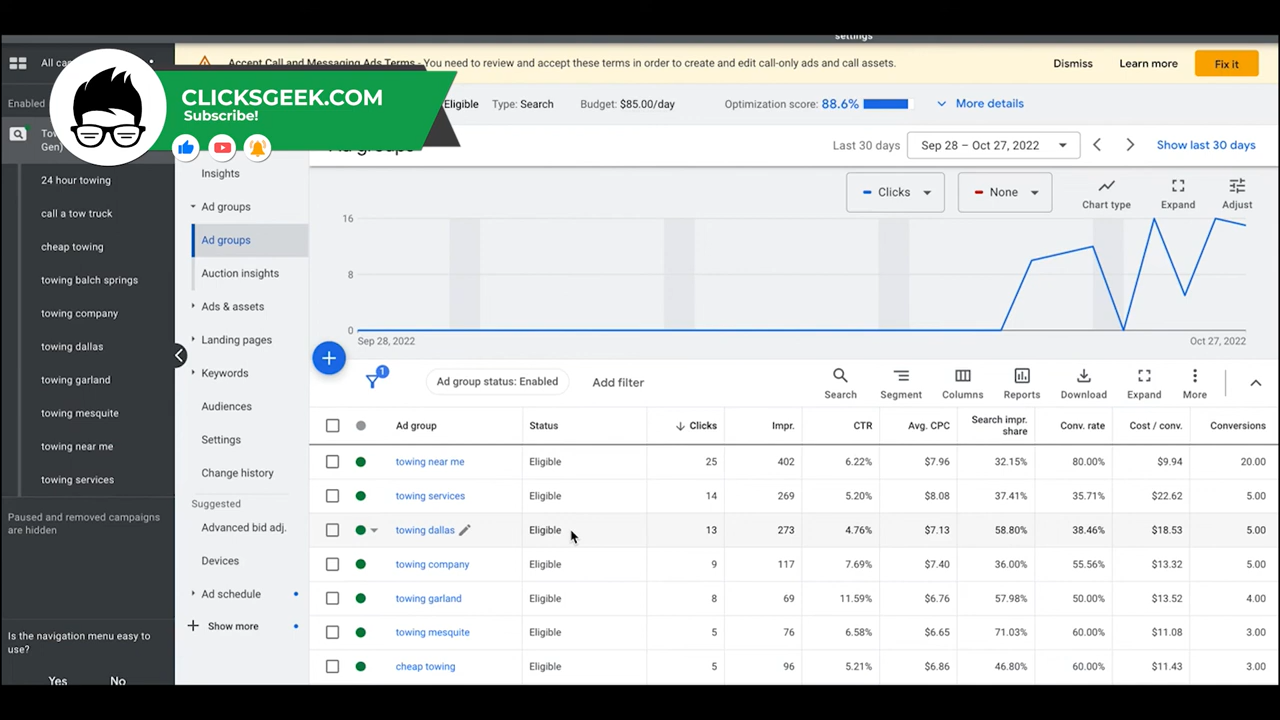 settings
All ca
Accept Call and Messaging Ads Terms - You need to review and accept these terms in order to create and edit call-only ads and call assets.
Dismiss
Learn more
Fix it
CLICKSGEEK.COM
Subscribe!
Enabled
Eligible
Type: Search
Budget: $85.00/day
Optimization score: 88.6%
More details
Gen)
Last 30 days
Sep 28 – Oct 27, 2022
Show last 30 days
24 hour towing
call a tow truck
cheap towing
towing balch springs
towing company
towing dallas
towing garland
towing mesquite
towing near me
towing services
Paused and removed campaigns
are hidden
Is the navigation menu easy to
use?
Yes
No
Insights
Ad groups
Ad groups
Auction insights
Ads & assets
Landing pages
Keywords
Audiences
Settings
Change history
Suggested
Advanced bid adj.
Devices
Ad schedule
Show more
Ad groups
Clicks
None
Chart type
Expand
Adjust
16
8
0
Sep 28, 2022
Oct 27, 2022
1
Ad group status: Enabled
Add filter
Search
Segment
Columns
Reports
Download
Expand
More
Ad group Status Clicks Impr. CTR Avg. CPC Search impr. share Conv. rate Cost / conv. Conversions
towing near me Eligible 25 402 6.22% $7.96 32.15% 80.00% $9.94 20.00
towing services Eligible 14 269 5.20% $8.08 37.41% 35.71% $22.62 5.00
towing dallas Eligible 13 273 4.76% $7.13 58.80% 38.46% $18.53 5.00
towing company Eligible 9 117 7.69% $7.40 36.00% 55.56% $13.32 5.00
towing garland Eligible 8 69 11.59% $6.76 57.98% 50.00% $13.52 4.00
towing mesquite Eligible 5 76 6.58% $6.65 71.03% 60.00% $11.08 3.00
cheap towing Eligible 5 96 5.21% $6.86 46.80% 60.00% $11.43 3.00